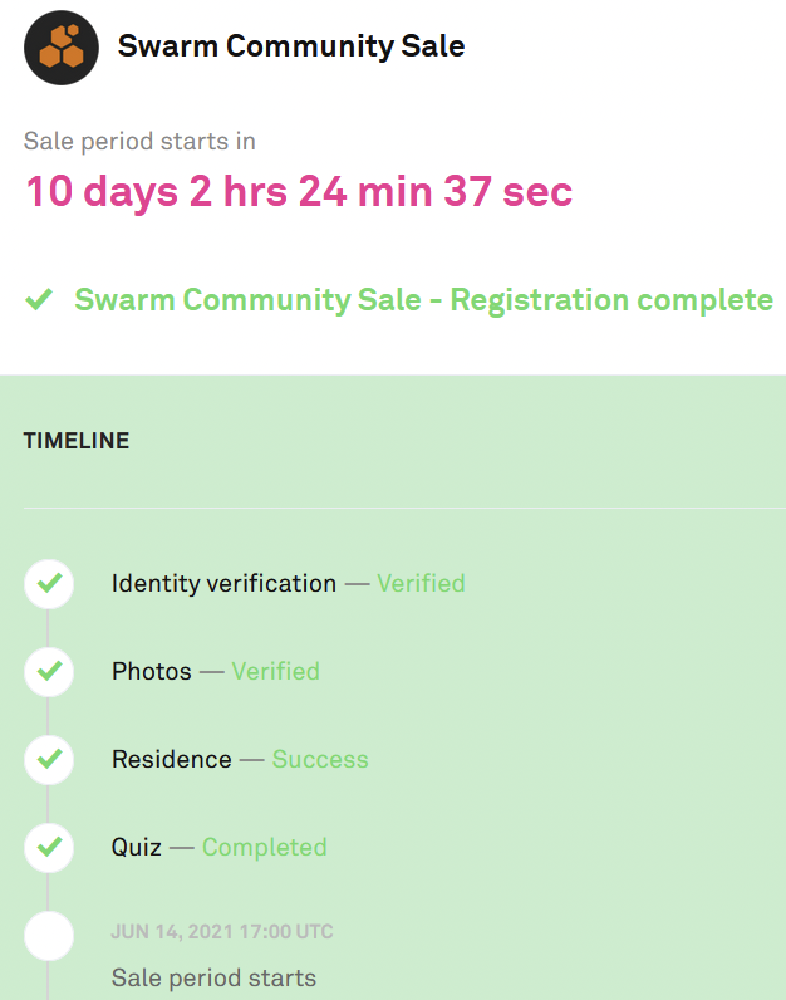 Swarm Community Sale
Sale period starts in
10 days 2 hrs 24 min 37 sec
Swarm Community Sale - Registration complete
TIMELINE
Identity verification — Verified
Photos — Verified
Residence — Success
Quiz — Completed
JUN 14, 2021 17:00 UTC
Sale period starts